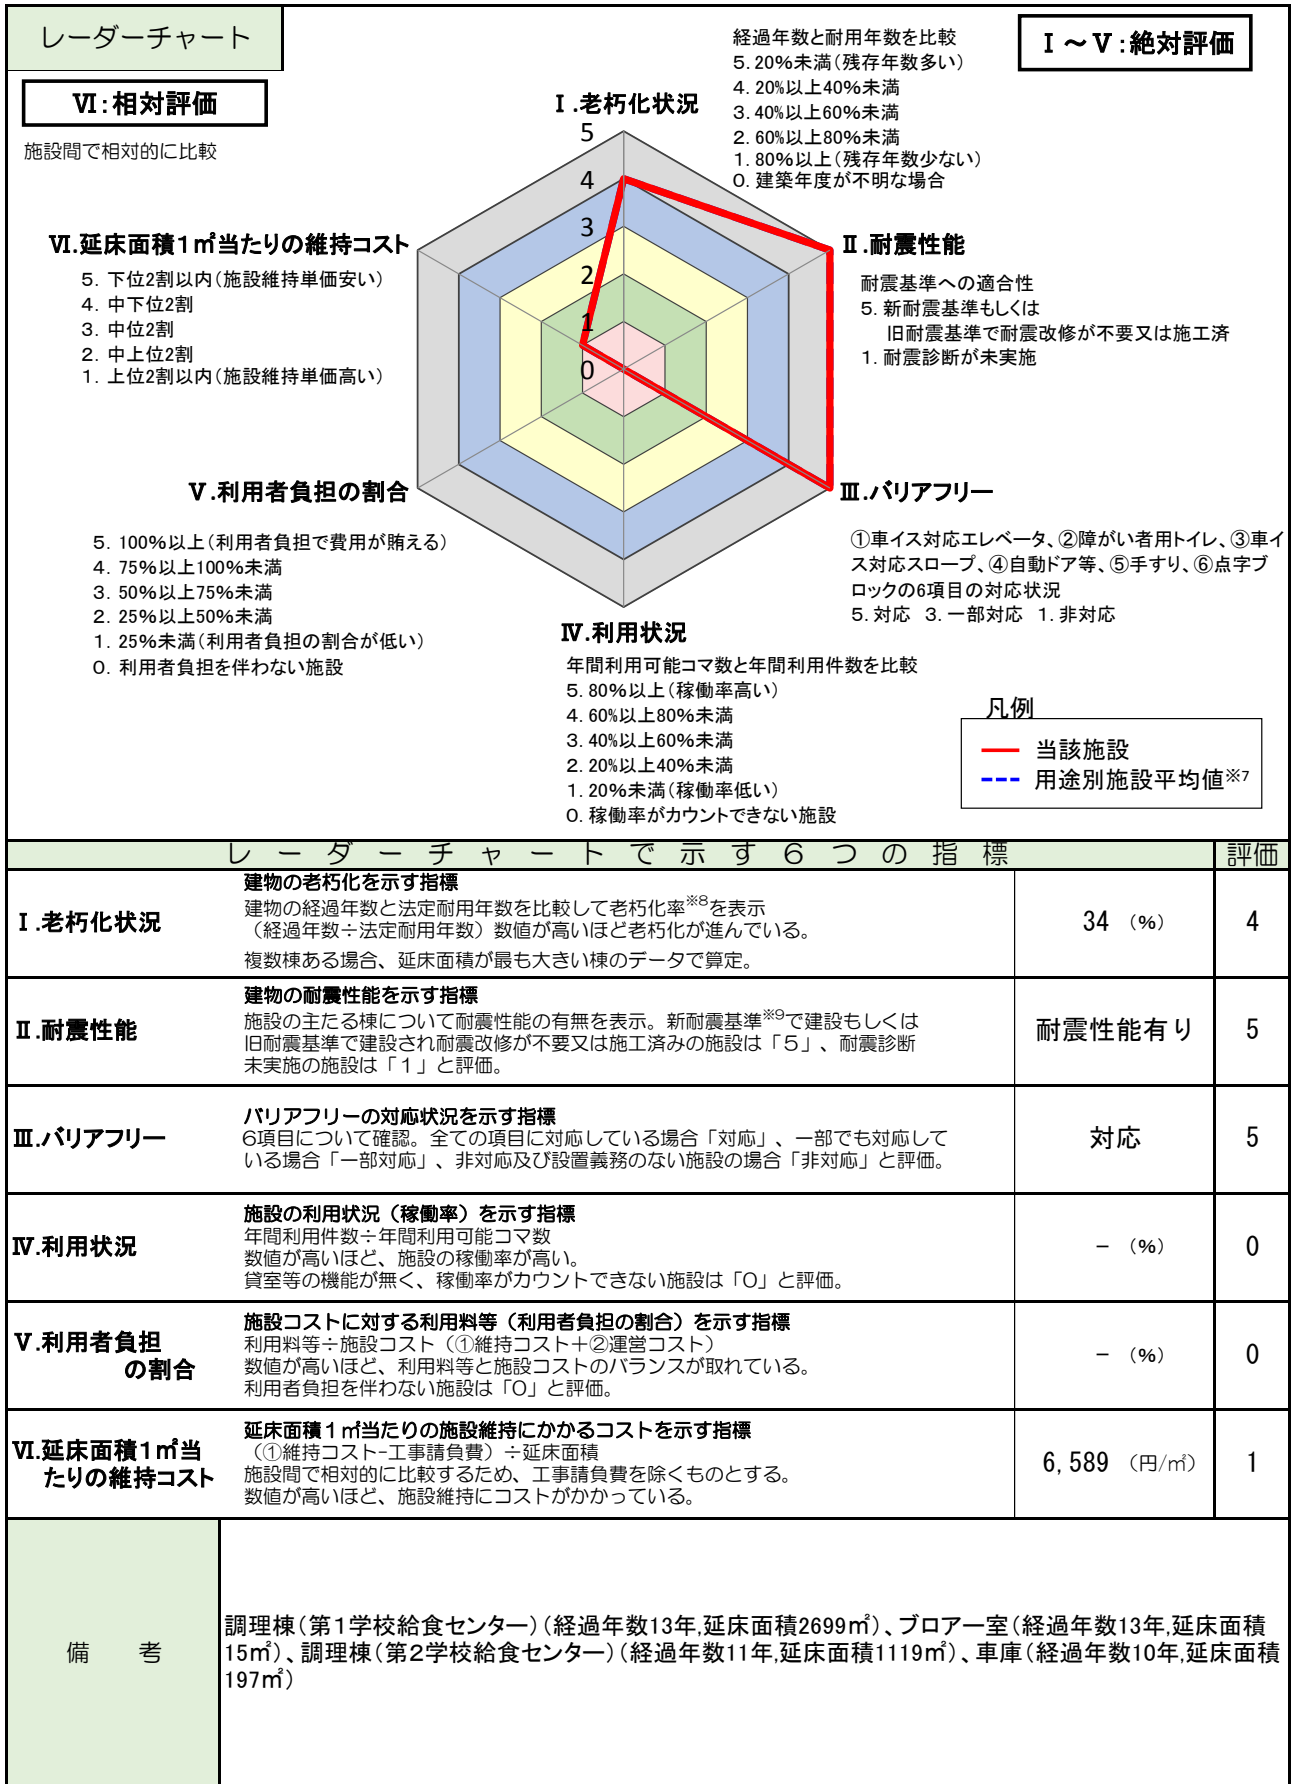 レーダーチャート
Ⅵ：相対評価
施設間で相対的に比較
Ⅰ～Ⅴ：絶対評価
経過年数と耐用年数を比較
5. 20%未満（残存年数多い）
4. 20%以上40%未満
3. 40%以上60%未満
2. 60%以上80%未満
1. 80%以上（残存年数少ない）
0. 建築年度が不明な場合
Ⅰ.老朽化状況
5
4
3
2
1
0
Ⅵ.延床面積1㎡当たりの維持コスト
5. 下位2割以内（施設維持単価安い）
4. 中下位2割
3. 中位2割
2. 中上位2割
1. 上位2割以内（施設維持単価高い）
Ⅱ.耐震性能
耐震基準への適合性
5. 新耐震基準もしくは
旧耐震基準で耐震改修が不要又は施工済
1. 耐震診断が未実施
Ⅴ.利用者負担の割合
5. 100%以上（利用者負担で費用が賄える）
4. 75%以上100%未満
3. 50%以上75%未満
2. 25%以上50%未満
1. 25%未満（利用者負担の割合が低い）
0. 利用者負担を伴わない施設
Ⅲ.バリアフリー
①車イス対応エレベータ、②障がい者用トイレ、③車イ
ス対応スロープ、④自動ドア等、⑤手すり、⑥点字ブ
ロックの6項目の対応状況
5. 対応 3. 一部対応 1. 非対応
Ⅳ.利用状況
年間利用可能コマ数と年間利用件数を比較
5. 80%以上（稼働率高い）
4. 60%以上80%未満
3. 40%以上60%未満
2. 20%以上40%未満
1. 20%未満（稼働率低い）
0. 稼働率がカウントできない施設
凡例
当該施設
用途別施設平均値※7
レーダーチャートで示す６つの指標 評価
Ⅰ.老朽化状況
建物の老朽化を示す指標
建物の経過年数と法定耐用年数を比較して老朽化率※8を表示
（経過年数÷法定耐用年数）数値が高いほど老朽化が進んでいる。
複数棟ある場合、延床面積が最も大きい棟のデータで算定。
34 （%） 4
Ⅱ.耐震性能
建物の耐震性能を示す指標
施設の主たる棟について耐震性能の有無を表示。新耐震基準※9で建設もしくは
旧耐震基準で建設され耐震改修が不要又は施工済みの施設は「５」、耐震診断
未実施の施設は「１」と評価。
耐震性能有り 5
Ⅲ.バリアフリー
バリアフリーの対応状況を示す指標
6項目について確認。全ての項目に対応している場合「対応」、一部でも対応して
いる場合「一部対応」、非対応及び設置義務のない施設の場合「非対応」と評価。
対応 5
Ⅳ.利用状況
施設の利用状況（稼働率）を示す指標
年間利用件数÷年間利用可能コマ数
数値が高いほど、施設の稼働率が高い。
貸室等の機能が無く、稼働率がカウントできない施設は「0」と評価。
－ （%） 0
Ⅴ.利用者負担
の割合
施設コストに対する利用料等（利用者負担の割合）を示す指標
利用料等÷施設コスト（①維持コスト+②運営コスト）
数値が高いほど、利用料等と施設コストのバランスが取れている。
利用者負担を伴わない施設は「0」と評価。
－ （%） 0
Ⅵ.延床面積1㎡当
たりの維持コスト
延床面積１㎡当たりの施設維持にかかるコストを示す指標
（①維持コスト-工事請負費）÷延床面積
施設間で相対的に比較するため、工事請負費を除くものとする。
数値が高いほど、施設維持にコストがかかっている。
6,589 （円/㎡） 1
備 考
調理棟（第１学校給食センター）（経過年数13年,延床面積2699㎡）、ブロアー室（経過年数13年,延床面積
15㎡）、調理棟（第２学校給食センター）（経過年数11年,延床面積1119㎡）、車庫（経過年数10年,延床面積
197㎡）